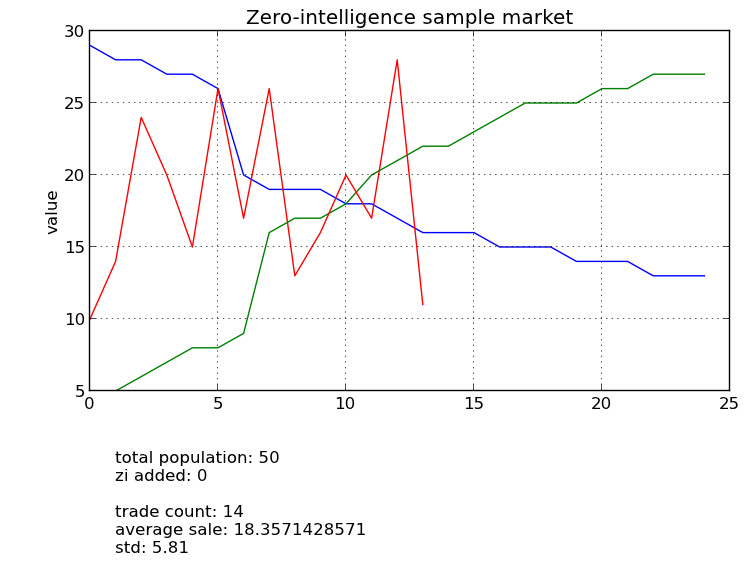 Zero-intelligence sample market
30
25
20
15
10
5
value
0 5 10 15 20 25
total population: 50
zi added: 0
trade count: 14
average sale: 18.3571428571
std: 5.81